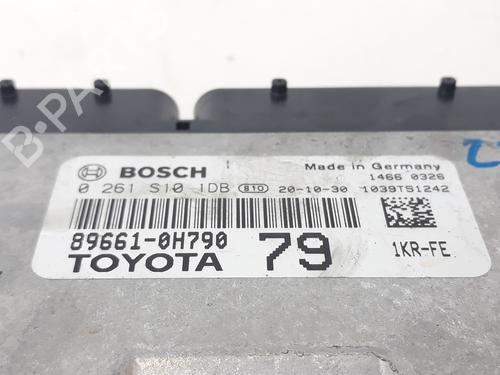 B-PARTS
BOSCH
Made in Germany
1466 0326
0 261 S10 1DB 810 20-10-30 1039TS1242
89661-0H790
TOYOTA
79
1KR-FE